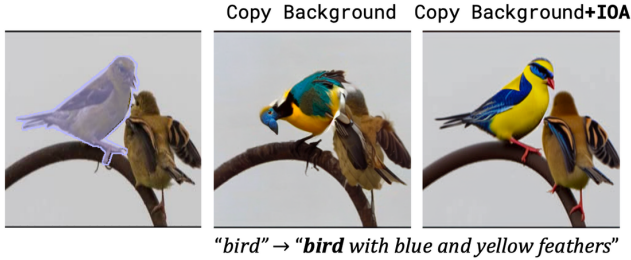 Copy Background Copy Background+IOA
“bird” → “bird with blue and yellow feathers”